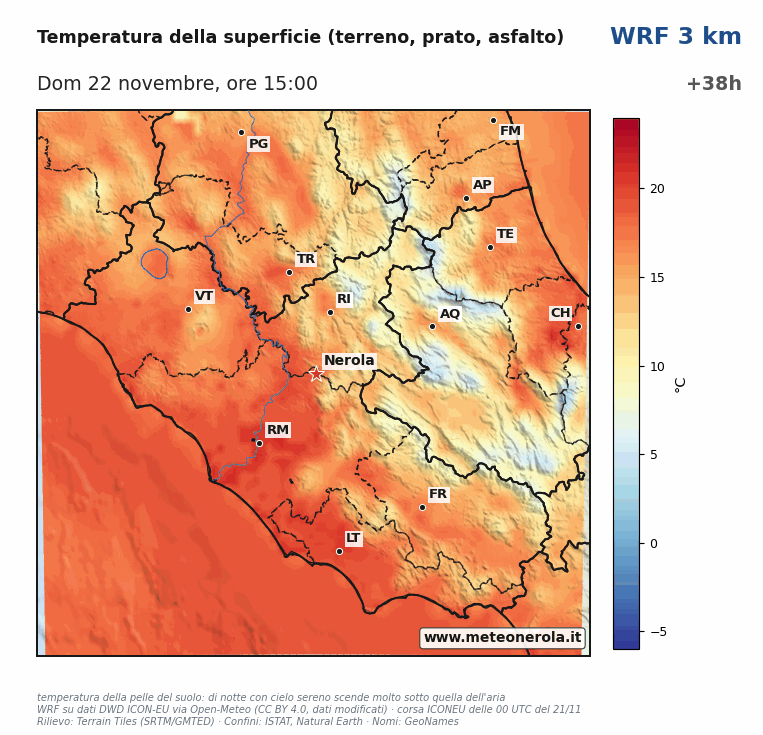 Temperatura della superficie (terreno, prato, asfalto)
WRF 3 km
Dom 22 novembre, ore 15:00
+38h
PG
FM
AP
TE
TR
RI
VT
AQ
CH
Nerola
RM
FR
LT
20
15
10
5
0
−5
°C
www.meteonerola.it
temperatura della pelle del suolo: di notte con cielo sereno scende molto sotto quella dell'aria
WRF su dati DWD ICON-EU via Open-Meteo (CC BY 4.0, dati modificati) · corsa ICONEU delle 00 UTC del 21/11
Rilievo: Terrain Tiles (SRTM/GMTED) · Confini: ISTAT, Natural Earth · Nomi: GeoNames